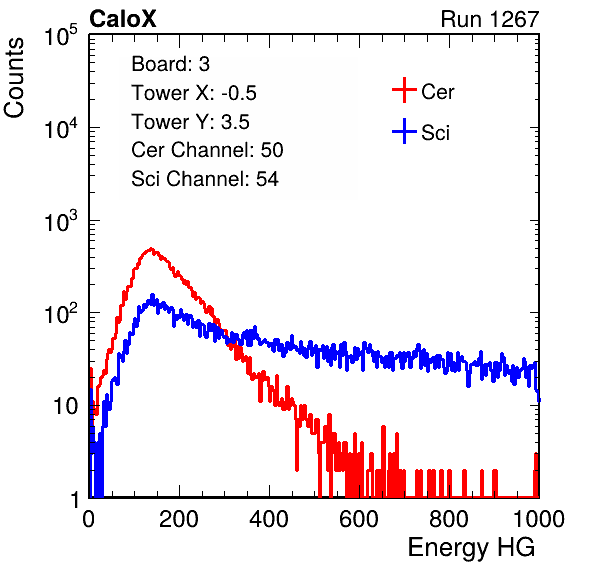 CaloX Run 1267
Counts
Board: 3
Tower X: -0.5
Tower Y: 3.5
Cer Channel: 50
Sci Channel: 54
Cer
Sci
10^5
10^4
10^3
10^2
10
1
0 200 400 600 800 1000
Energy HG